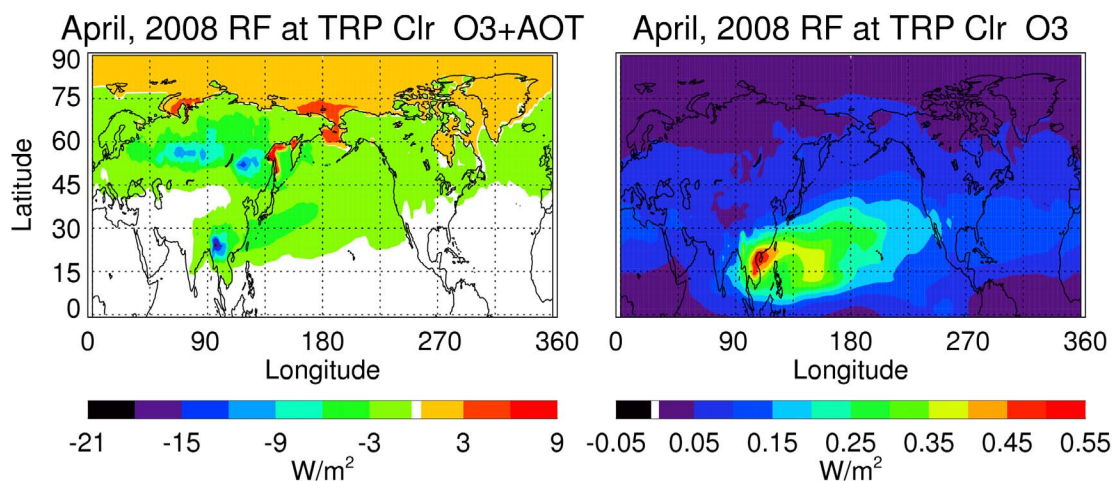 April, 2008 RF at TRP Clr O3+AOT
90
75
60
45
30
15
0
Latitude
0 90 180 270 360
Longitude
-21 -15 -9 -3 3 9
W/m²
April, 2008 RF at TRP Clr O3
0 90 180 270 360
Longitude
-0.05 0.05 0.15 0.25 0.35 0.45 0.55
W/m²